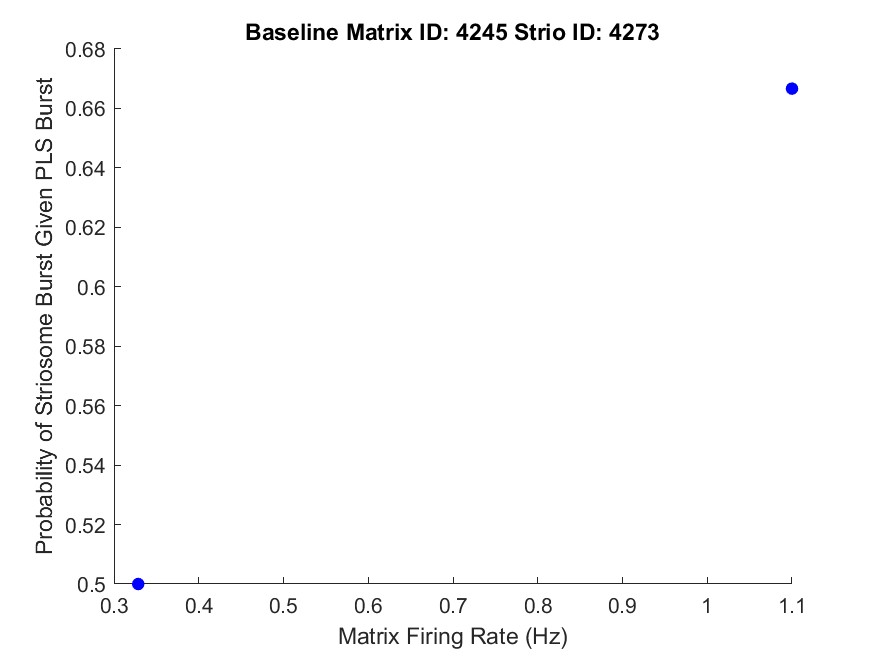 Baseline Matrix ID: 4245 Strio ID: 4273
Probability of Striosome Burst Given PLS Burst
0.68
0.66
0.64
0.62
0.6
0.58
0.56
0.54
0.52
0.5
0.3 0.4 0.5 0.6 0.7 0.8 0.9 1 1.1
Matrix Firing Rate (Hz)